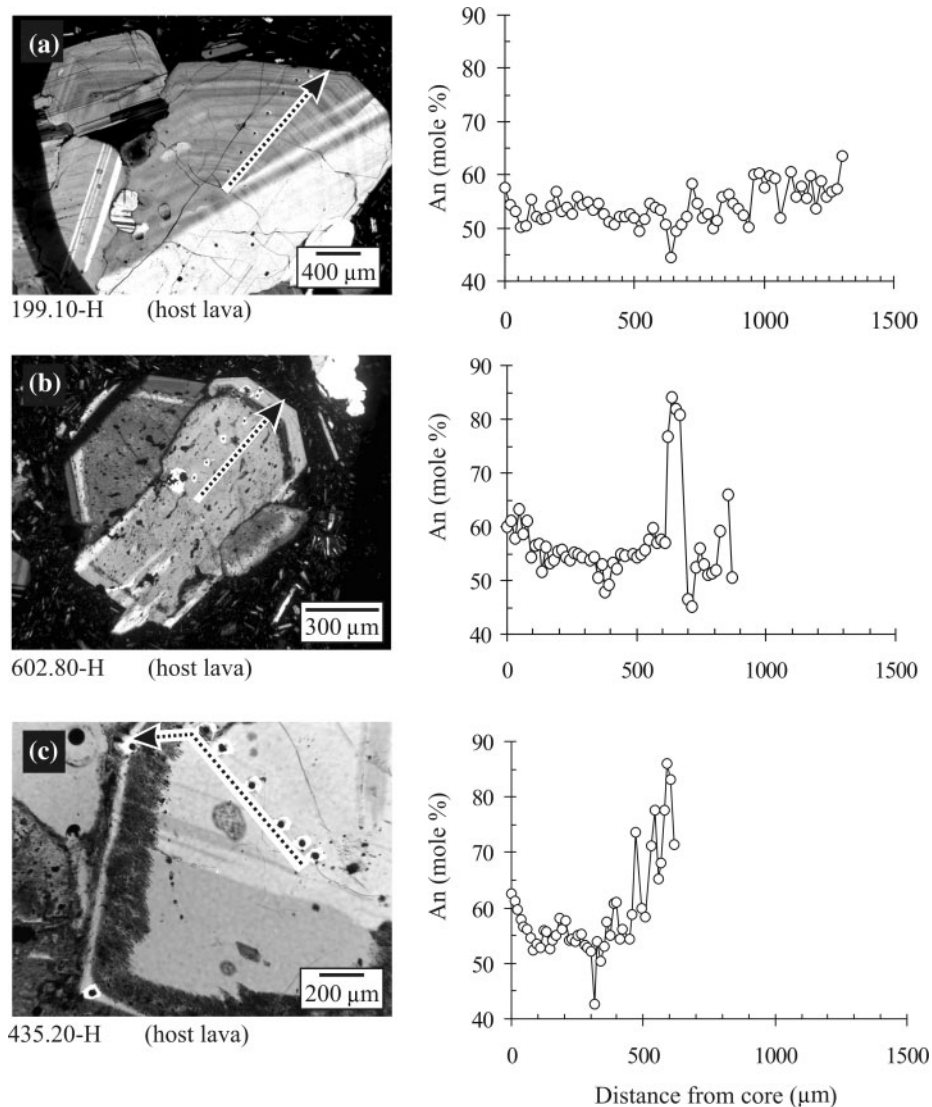 (a)
400 µm
199.10-H (host lava)
An (mole %)
90
80
70
60
50
40
0 500 1000 1500
(b)
300 µm
602.80-H (host lava)
An (mole %)
90
80
70
60
50
40
0 500 1000 1500
(c)
200 µm
435.20-H (host lava)
An (mole %)
90
80
70
60
50
40
0 500 1000 1500
Distance from core (µm)